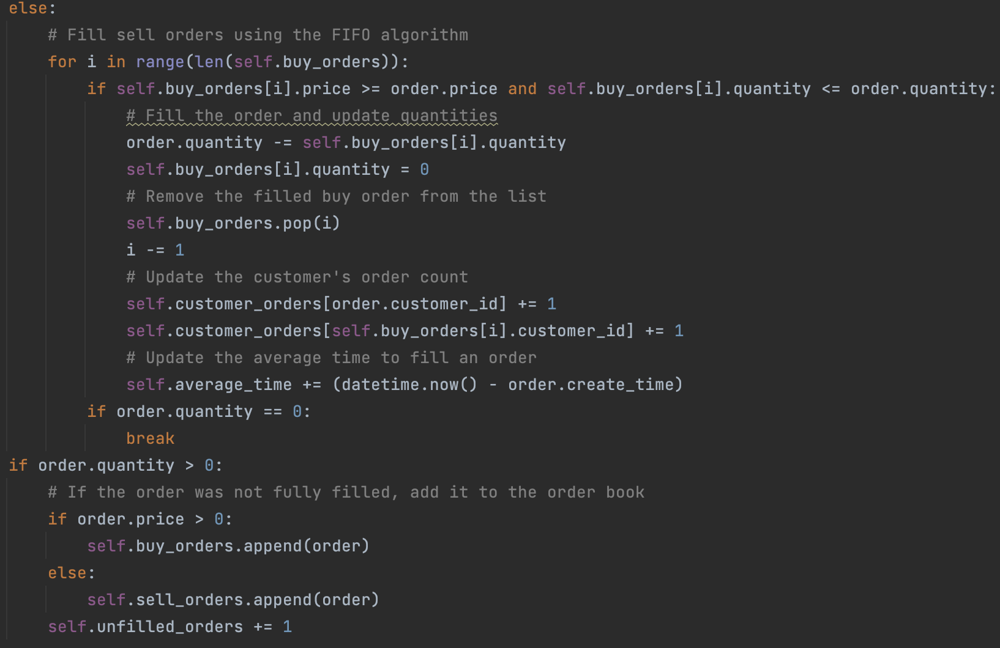 else:
    # Fill sell orders using the FIFO algorithm
    for i in range(len(self.buy_orders)):
        if self.buy_orders[i].price >= order.price and self.buy_orders[i].quantity <= order.quantity:
            # Fill the order and update quantities
            order.quantity -= self.buy_orders[i].quantity
            self.buy_orders[i].quantity = 0
            # Remove the filled buy order from the list
            self.buy_orders.pop(i)
            i -= 1
            # Update the customer's order count
            self.customer_orders[order.customer_id] += 1
            self.customer_orders[self.buy_orders[i].customer_id] += 1
            # Update the average time to fill an order
            self.average_time += (datetime.now() - order.create_time)
        if order.quantity == 0:
            break
if order.quantity > 0:
    # If the order was not fully filled, add it to the order book
    if order.price > 0:
        self.buy_orders.append(order)
    else:
        self.sell_orders.append(order)
    self.unfilled_orders += 1